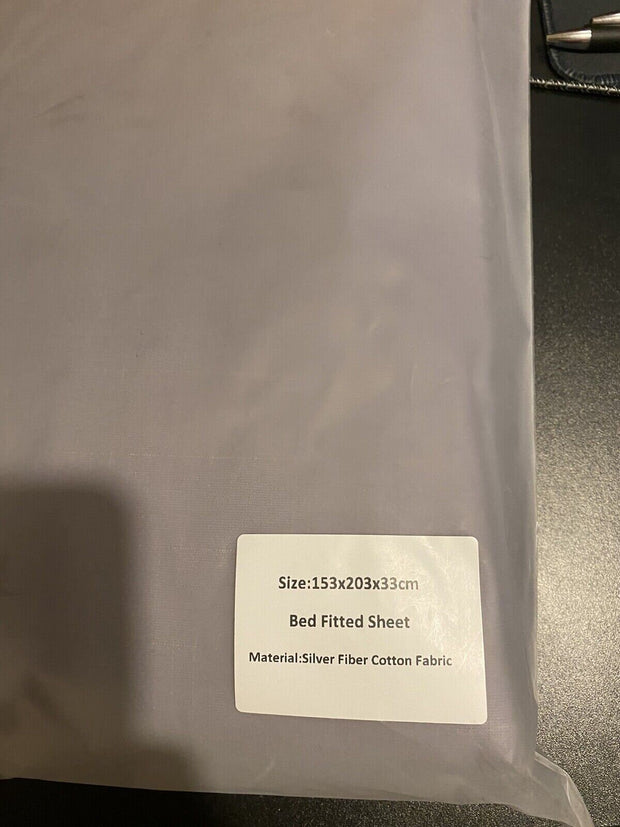 Size:153x203x33cm
Bed Fitted Sheet
Material:Silver Fiber Cotton Fabric